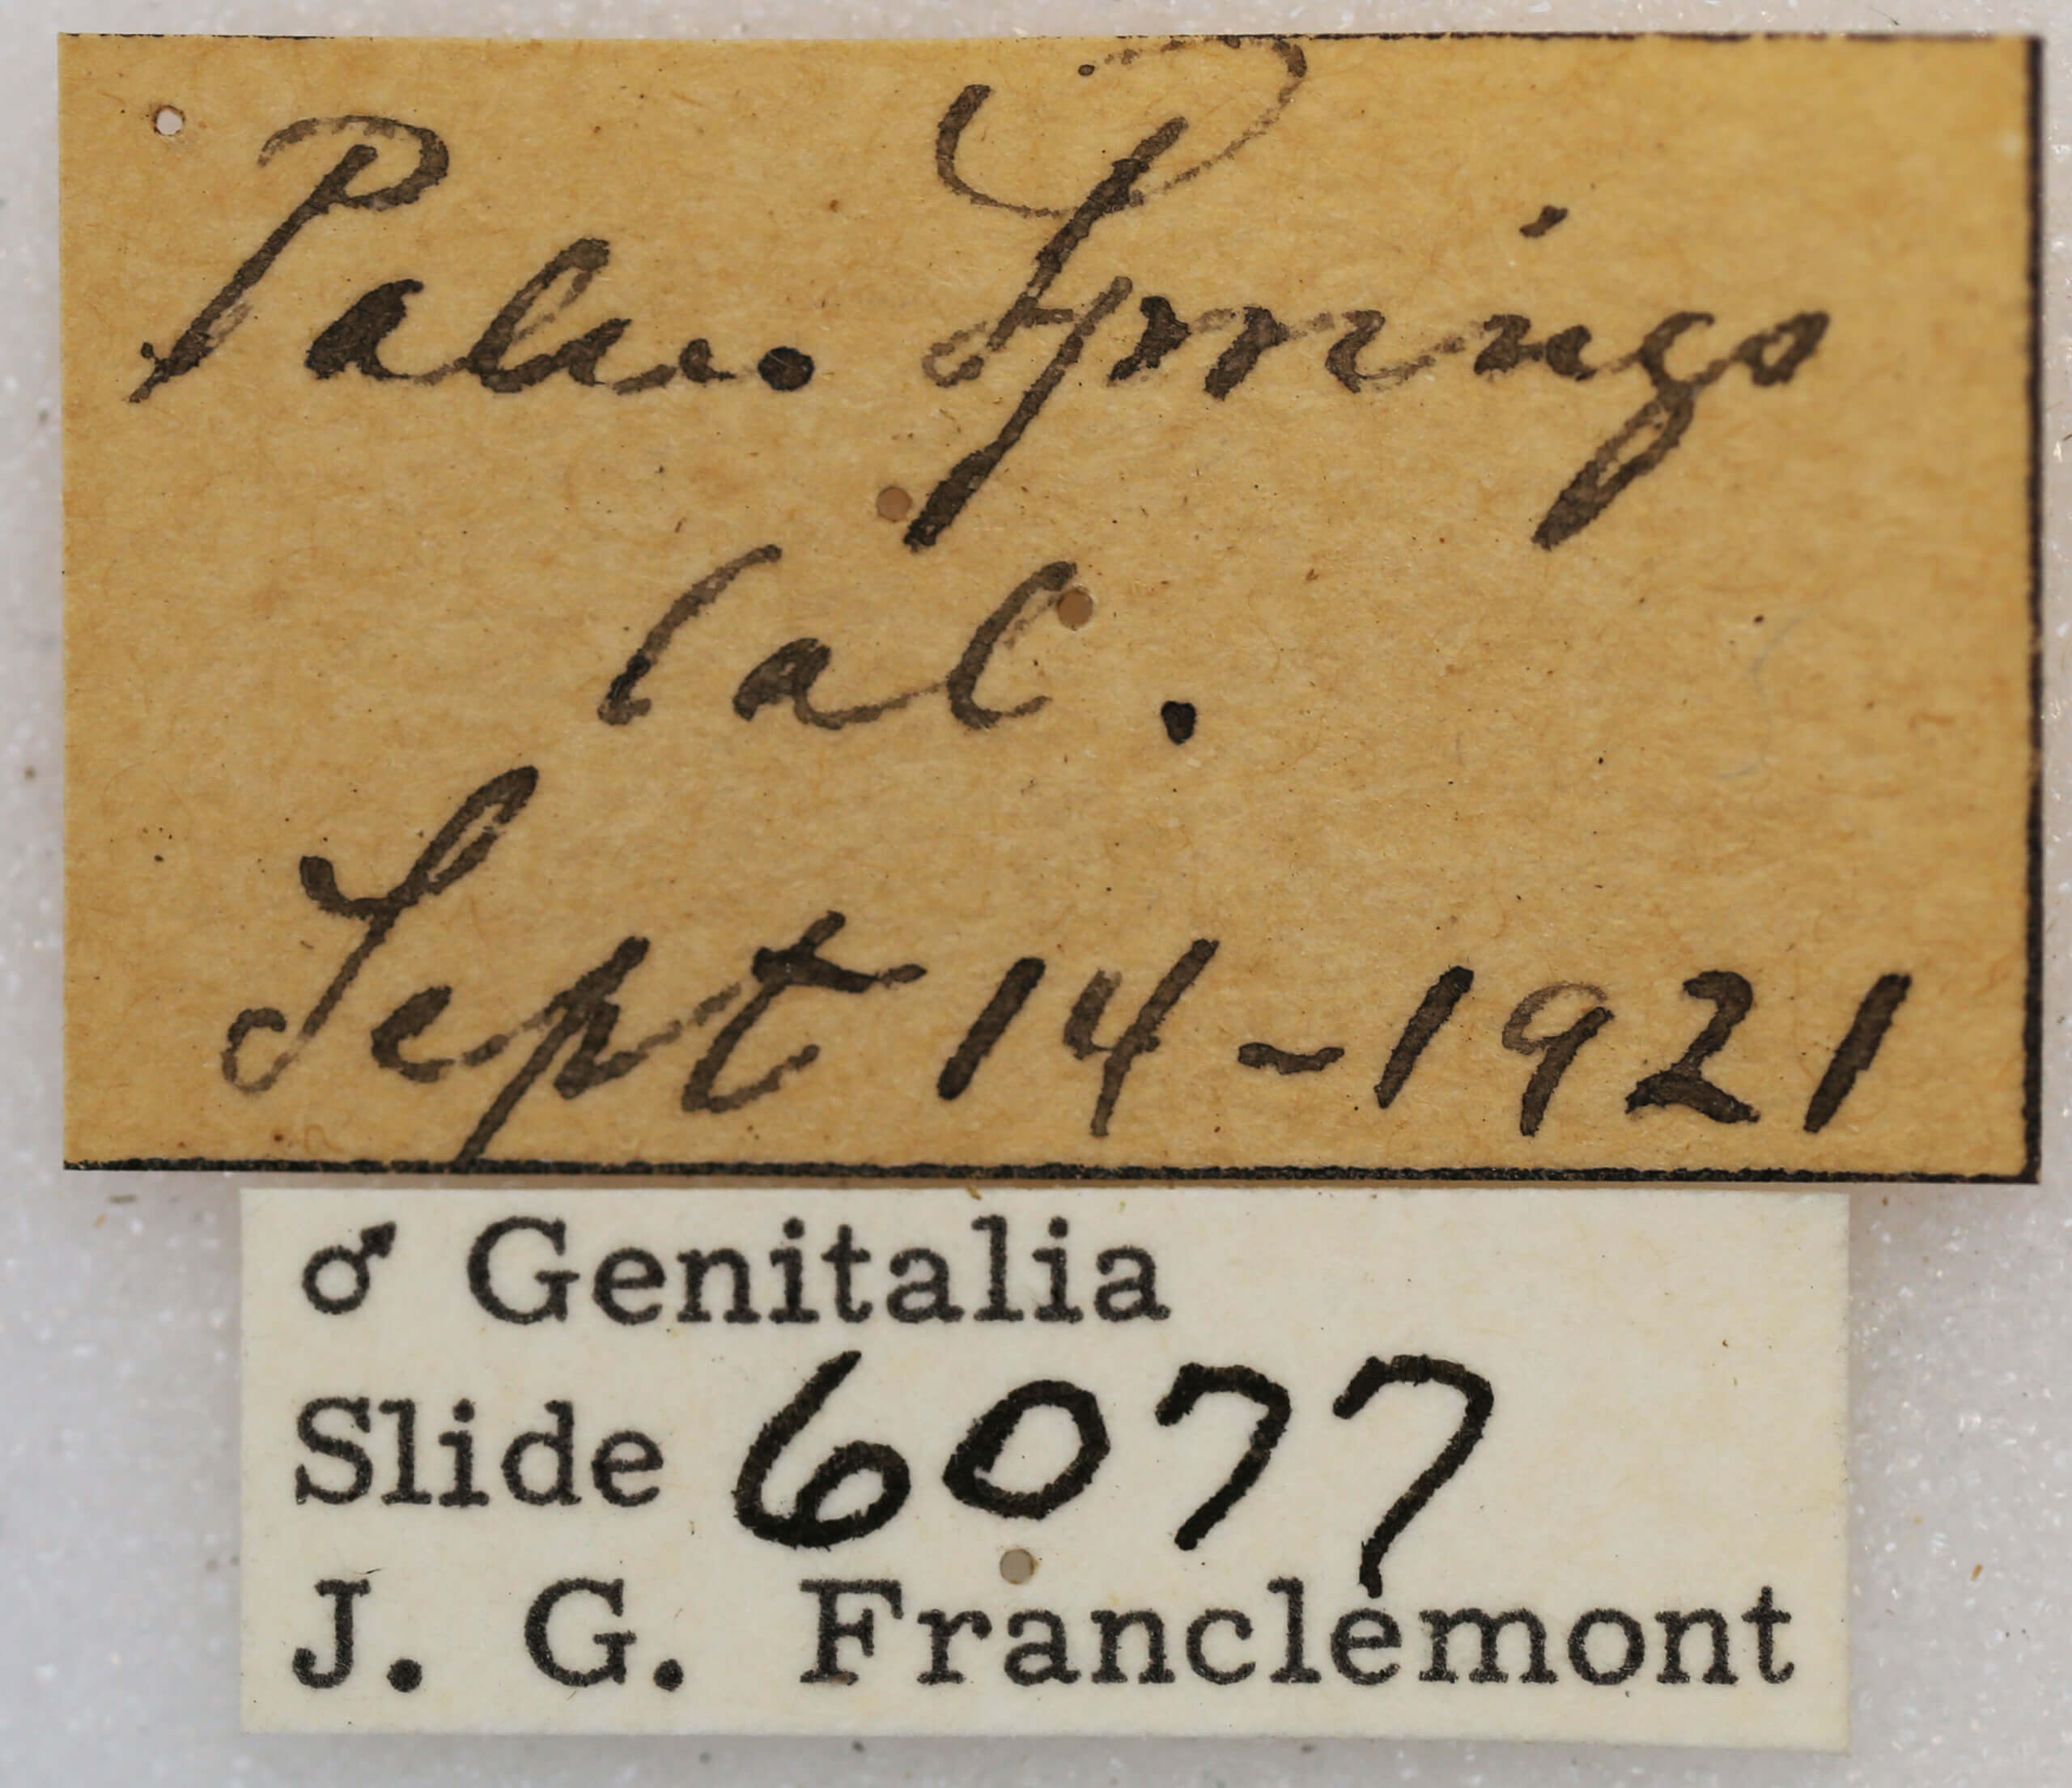 Palm. Springs
Cal.
Sept 14-1921
♂ Genitalia
Slide 6077
J. G. Franclemont